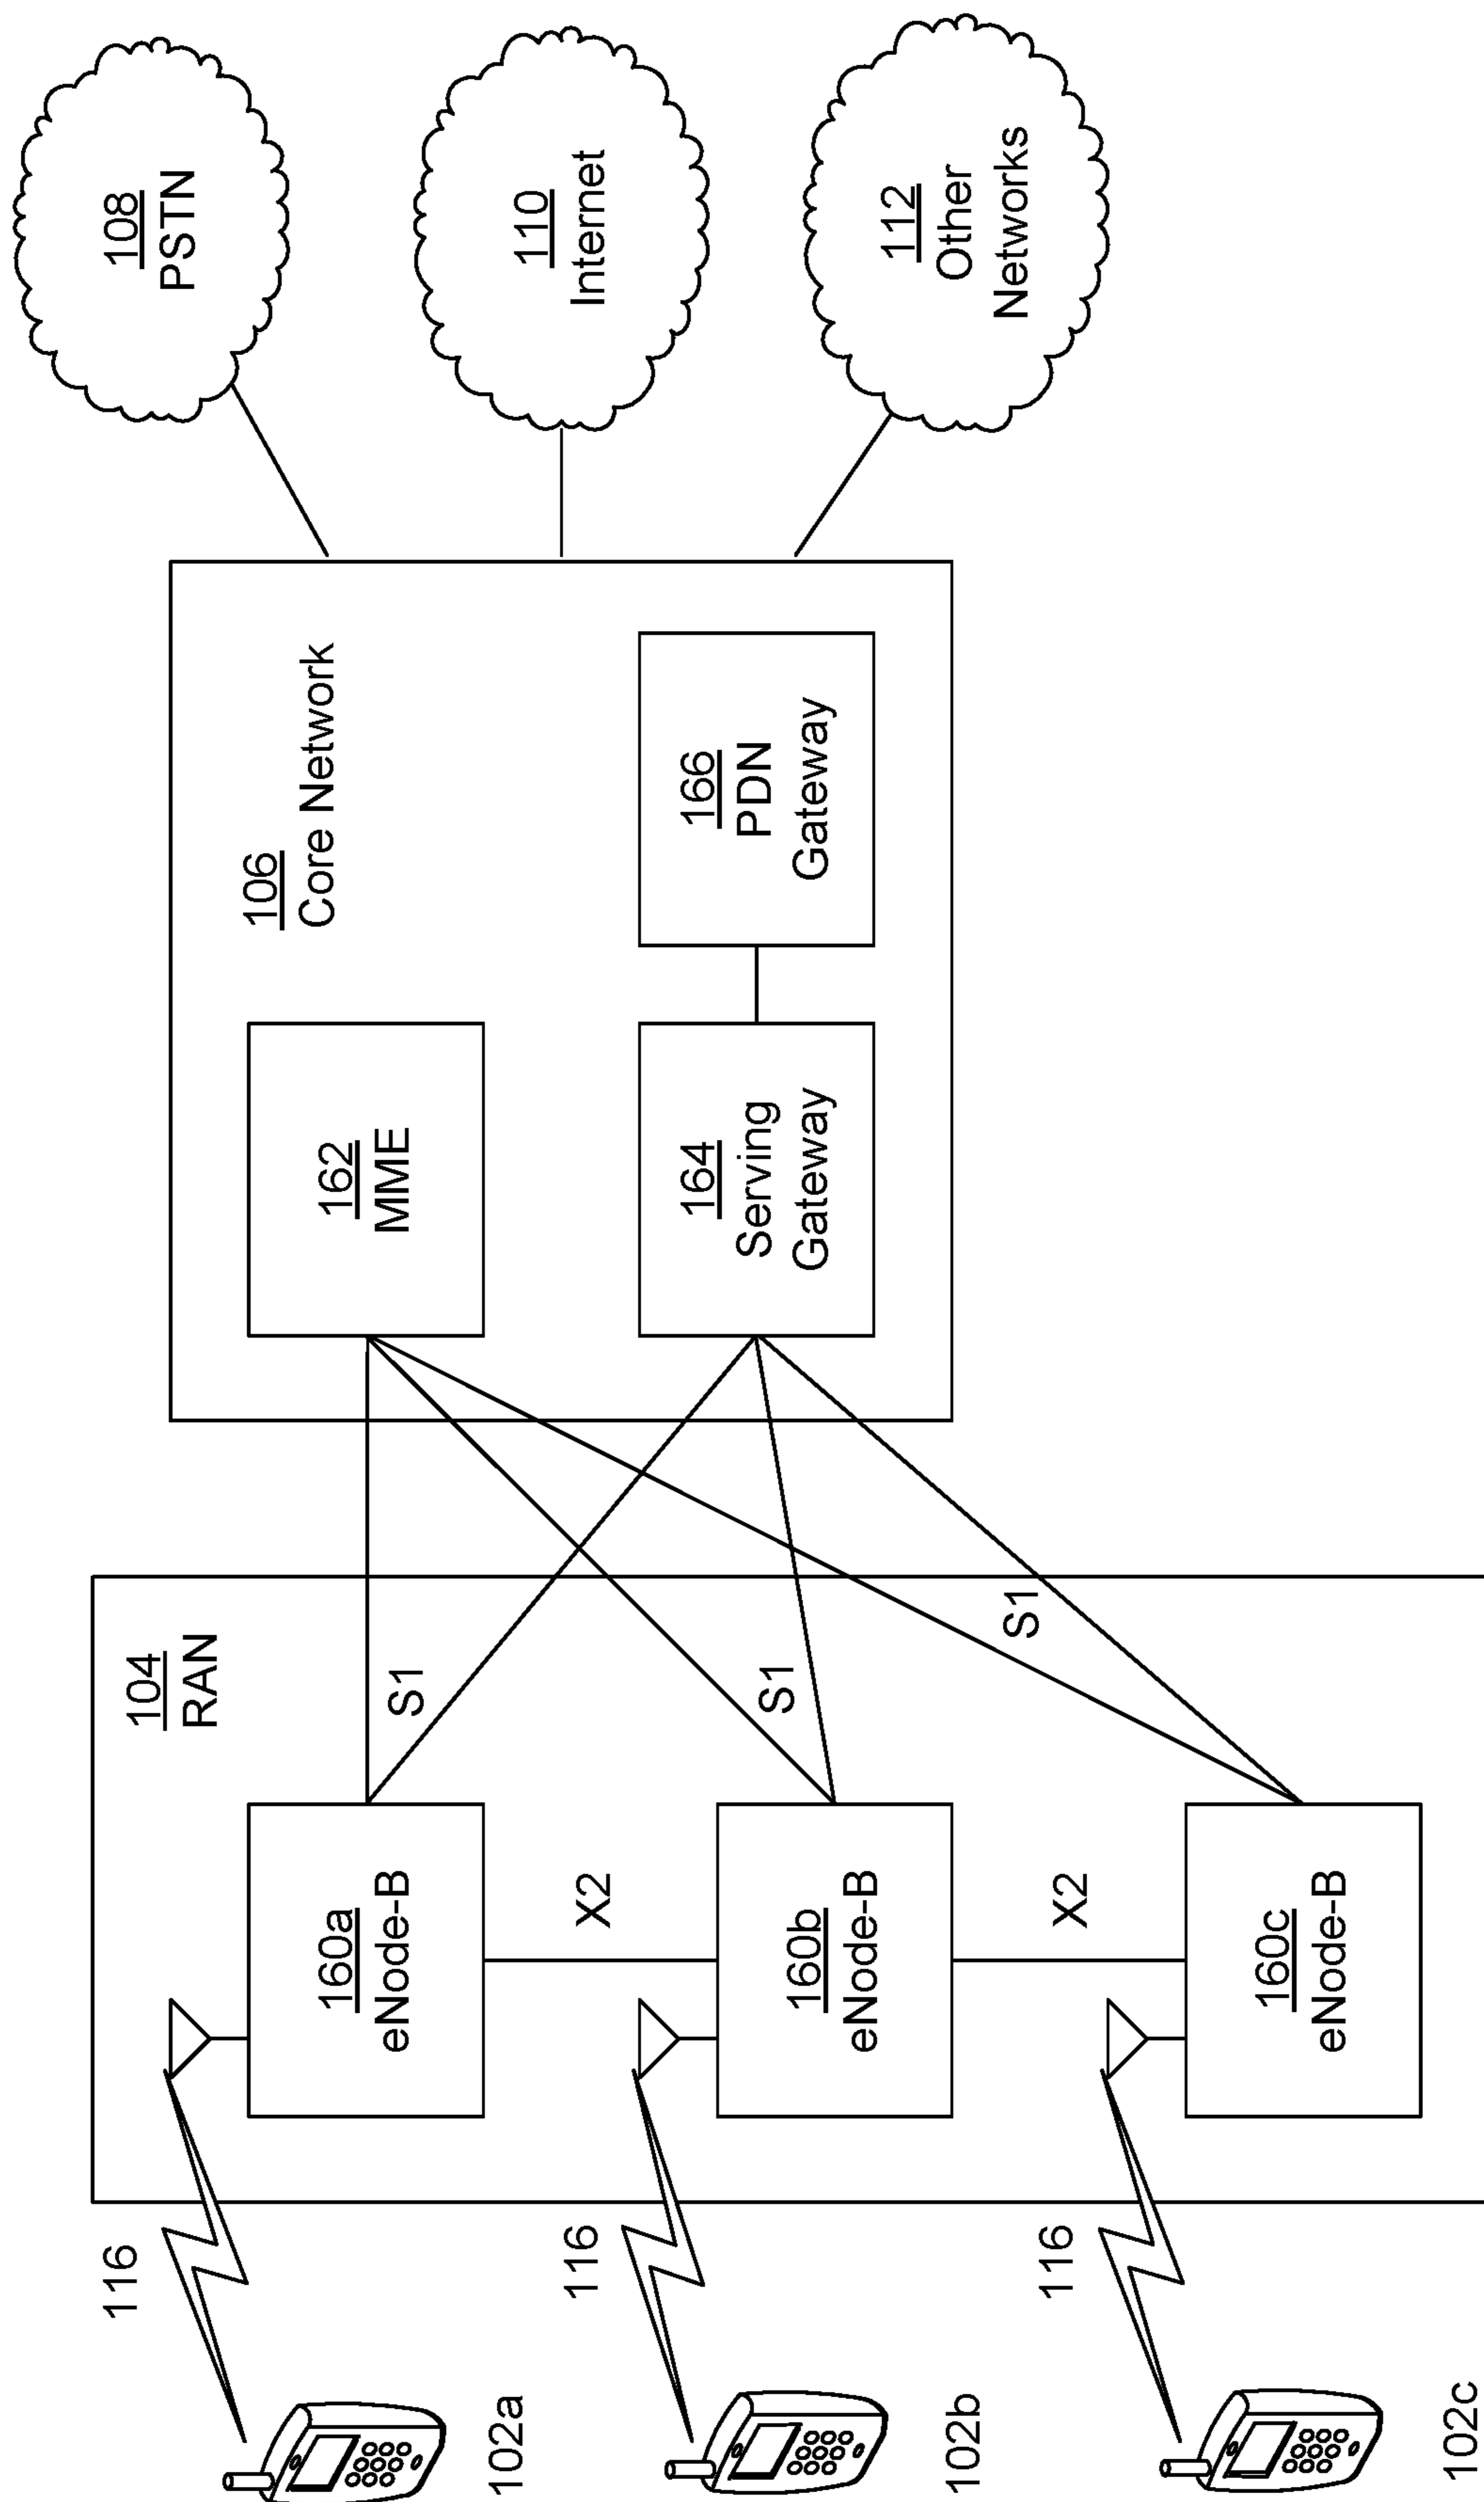 116
102a
116
102b
116
102c
104
RAN
160a
eNode-B
X2
160b
eNode-B
X2
160c
eNode-B
S1
S1
S1
106
Core Network
162
MME
164
Serving
Gateway
166
PDN
Gateway
108
PSTN
110
Internet
112
Other
Networks